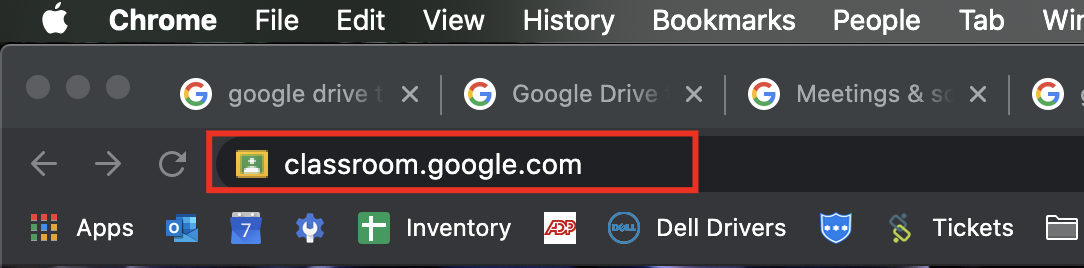 Chrome File Edit View History Bookmarks People Tab
google drive Google Drive Meetings &
classroom.google.com
Apps 7 Inventory ADP DELL Dell Drivers *** Tickets